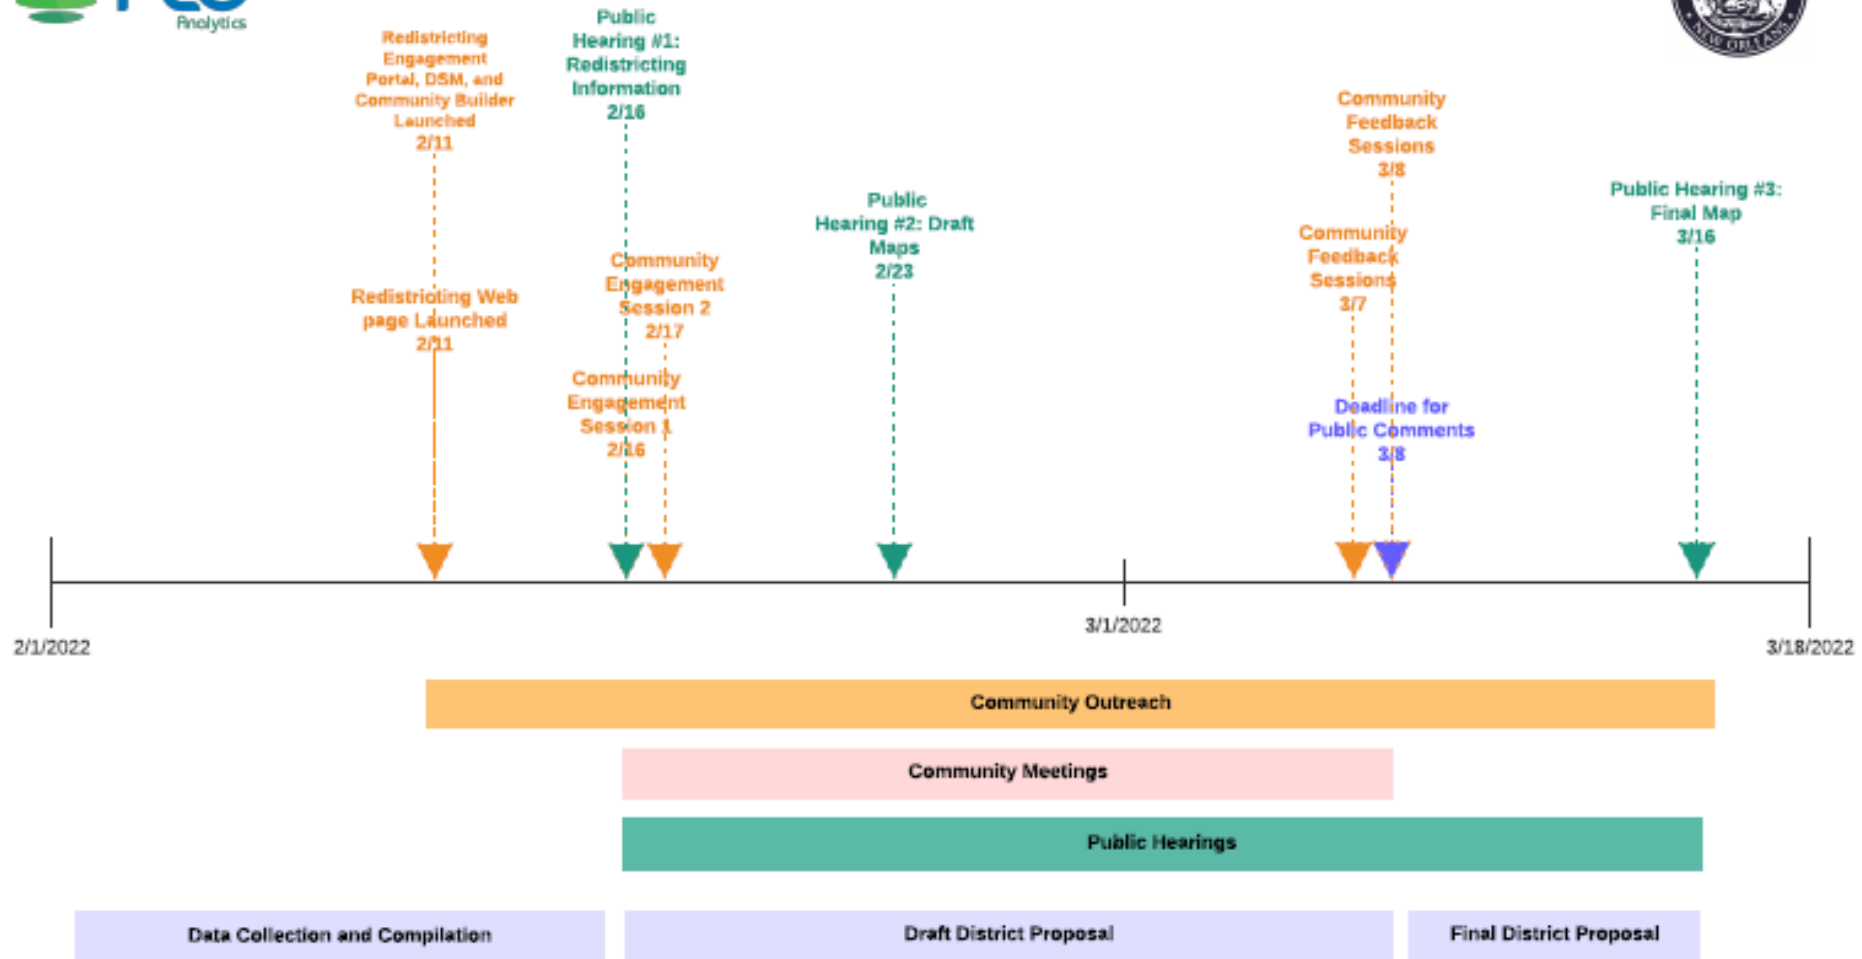 Analytics
NEW ORLEANS
Redistricting
Engagement
Portal, DSM, and
Community Builder
Launched
2/11
Public
Hearing #1:
Redistricting
Information
2/16
Community
Feedback
Sessions
3/8
Public
Hearing #2: Draft
Maps
2/23
Public Hearing #3:
Final Map
3/16
Community
Feedback
Sessions
3/7
Community
Engagement
Session 2
2/17
Redistricting Web
page Launched
2/11
Community
Engagement
Session 1
2/16
Deadline for
Public Comments
3/8
2/1/2022
3/1/2022
3/18/2022
Community Outreach
Community Meetings
Public Hearings
Data Collection and Compilation
Draft District Proposal
Final District Proposal